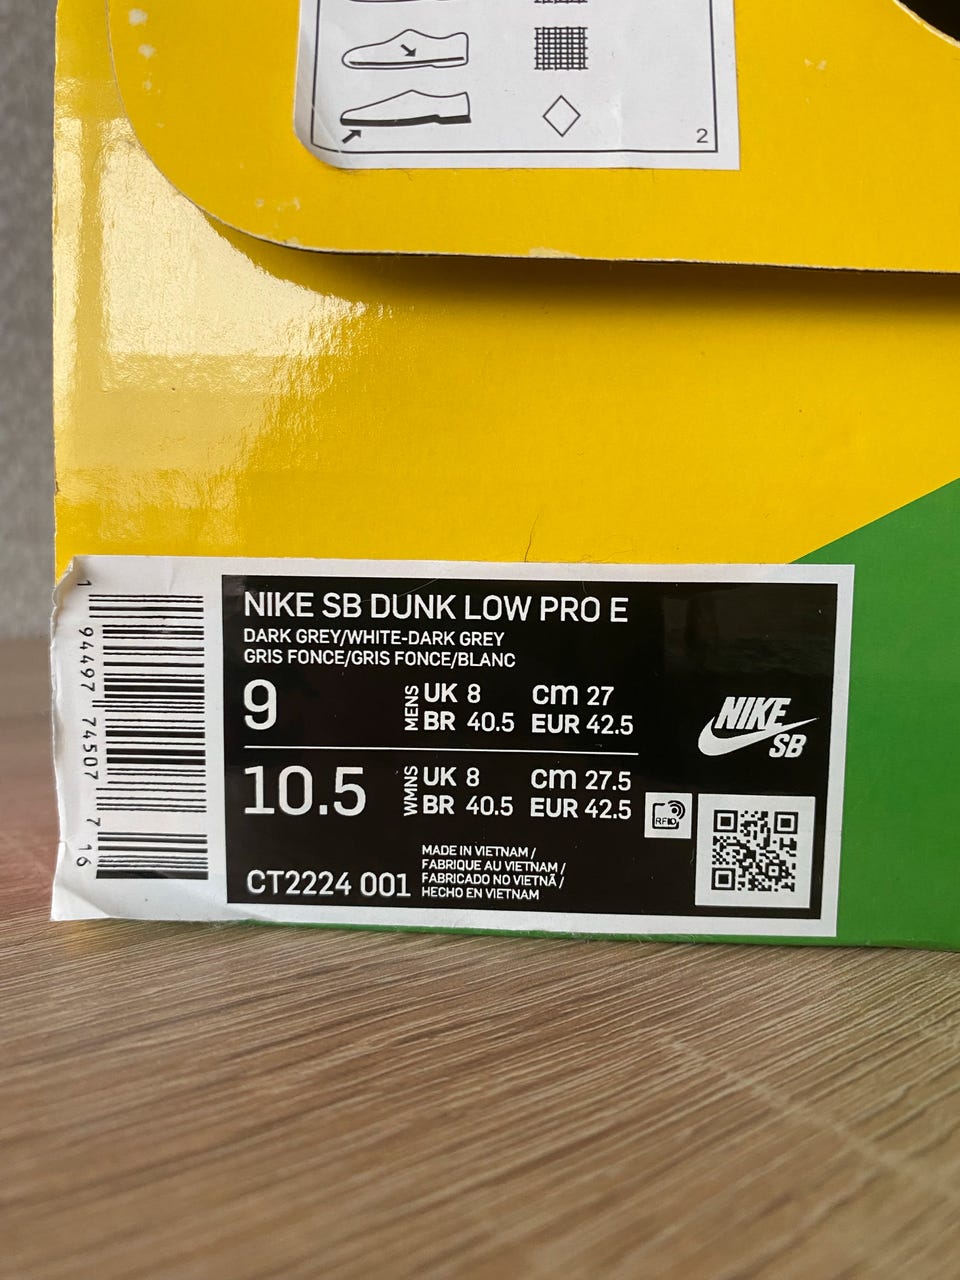 2
NIKE SB DUNK LOW PRO E
DARK GREY/WHITE-DARK GREY
GRIS FONCE/GRIS FONCE/BLANC
9 MENS UK 8 cm 27
BR 40.5 EUR 42.5
10.5 WMNS UK 8 cm 27.5
BR 40.5 EUR 42.5
NIKE
SB
RFID
CT2224 001
MADE IN VIETNAM /
FABRIQUE AU VIETNAM /
FABRICADO NO VIETNÃ /
HECHO EN VIETNAM
1 94497 74507 7 16